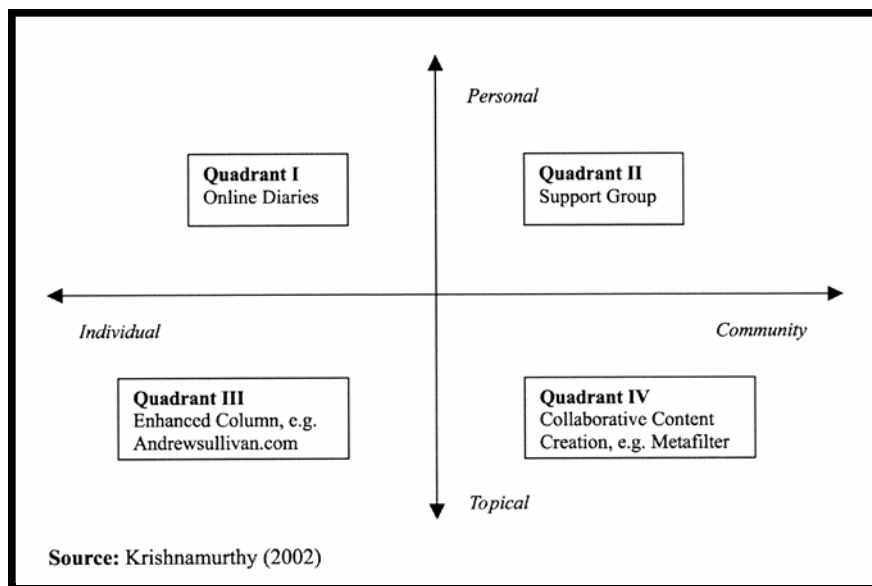 Personal
Quadrant I
Online Diaries
Quadrant II
Support Group
Individual
Community
Quadrant III
Enhanced Column, e.g.
Andrewsullivan.com
Quadrant IV
Collaborative Content
Creation, e.g. Metafilter
Topical
Source: Krishnamurthy (2002)